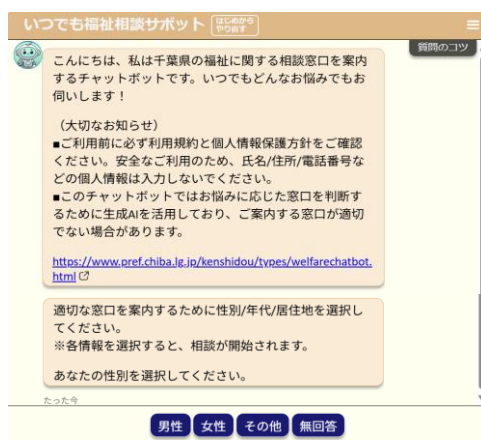 いつでも福祉相談サポット はじめから
やり直す
質問のコツ
こんにちは、私は千葉県の福祉に関する相談窓口を案内
するチャットボットです。いつでもどんなお悩みでもお
伺いします！
（大切なお知らせ）
■ご利用前に必ず利用規約と個人情報保護方針をご確認
ください。安全なご利用のため、氏名/住所/電話番号な
どの個人情報は入力しないでください。
■このチャットボットではお悩みに応じた窓口を判断す
るために生成AIを活用しており、ご案内する窓口が適切
でない場合があります。
https://www.pref.chiba.lg.jp/kenshidou/types/welfarechatbot.
html
適切な窓口を案内するために性別/年代/居住地を選択し
てください。
※各情報を選択すると、相談が開始されます。
あなたの性別を選択してください。
たった今
男性 女性 その他 無回答